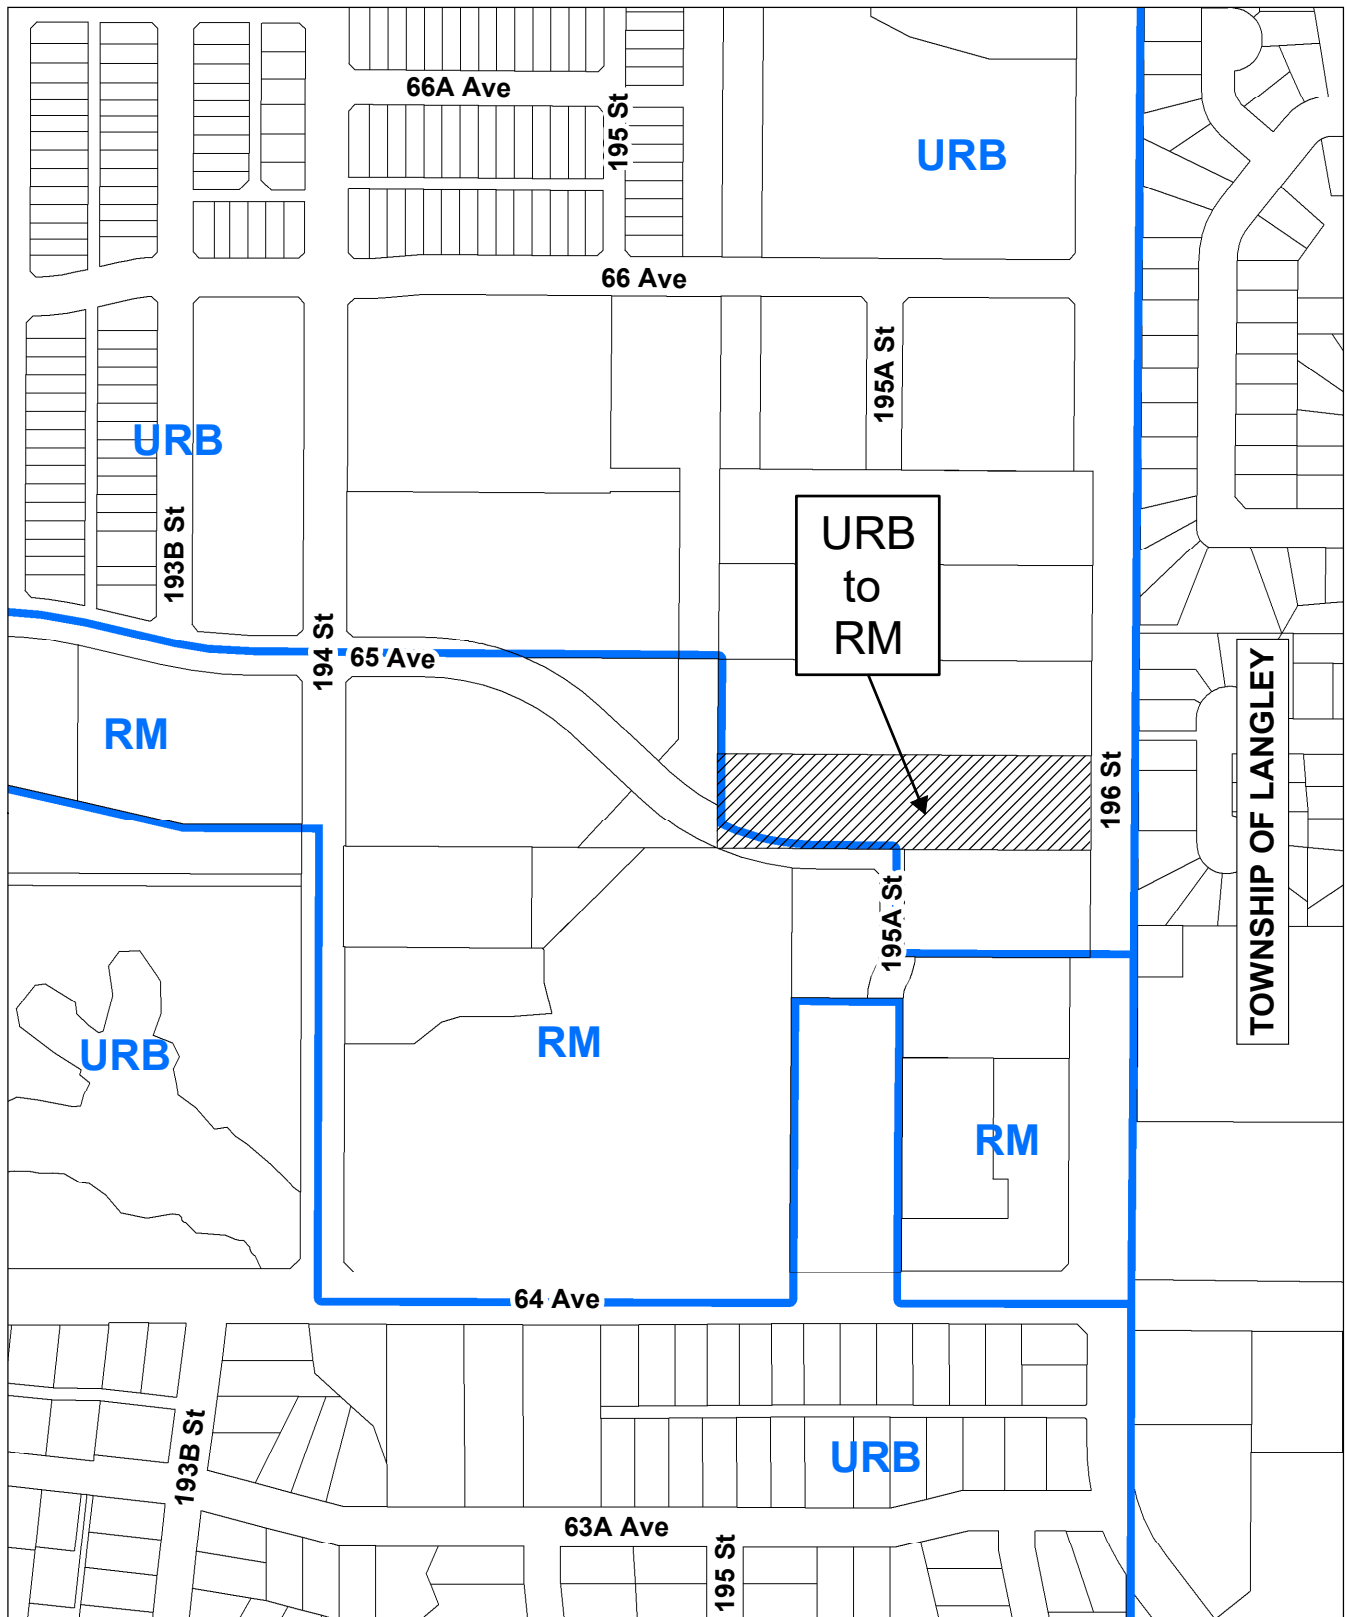 66A Ave
195 St
URB
66 Ave
195A St
URB
193B St
URB
to
RM
194 St
65 Ave
RM
196 St
TOWNSHIP OF LANGLEY
195A St
URB
RM
RM
64 Ave
193B St
URB
63A Ave
195 St